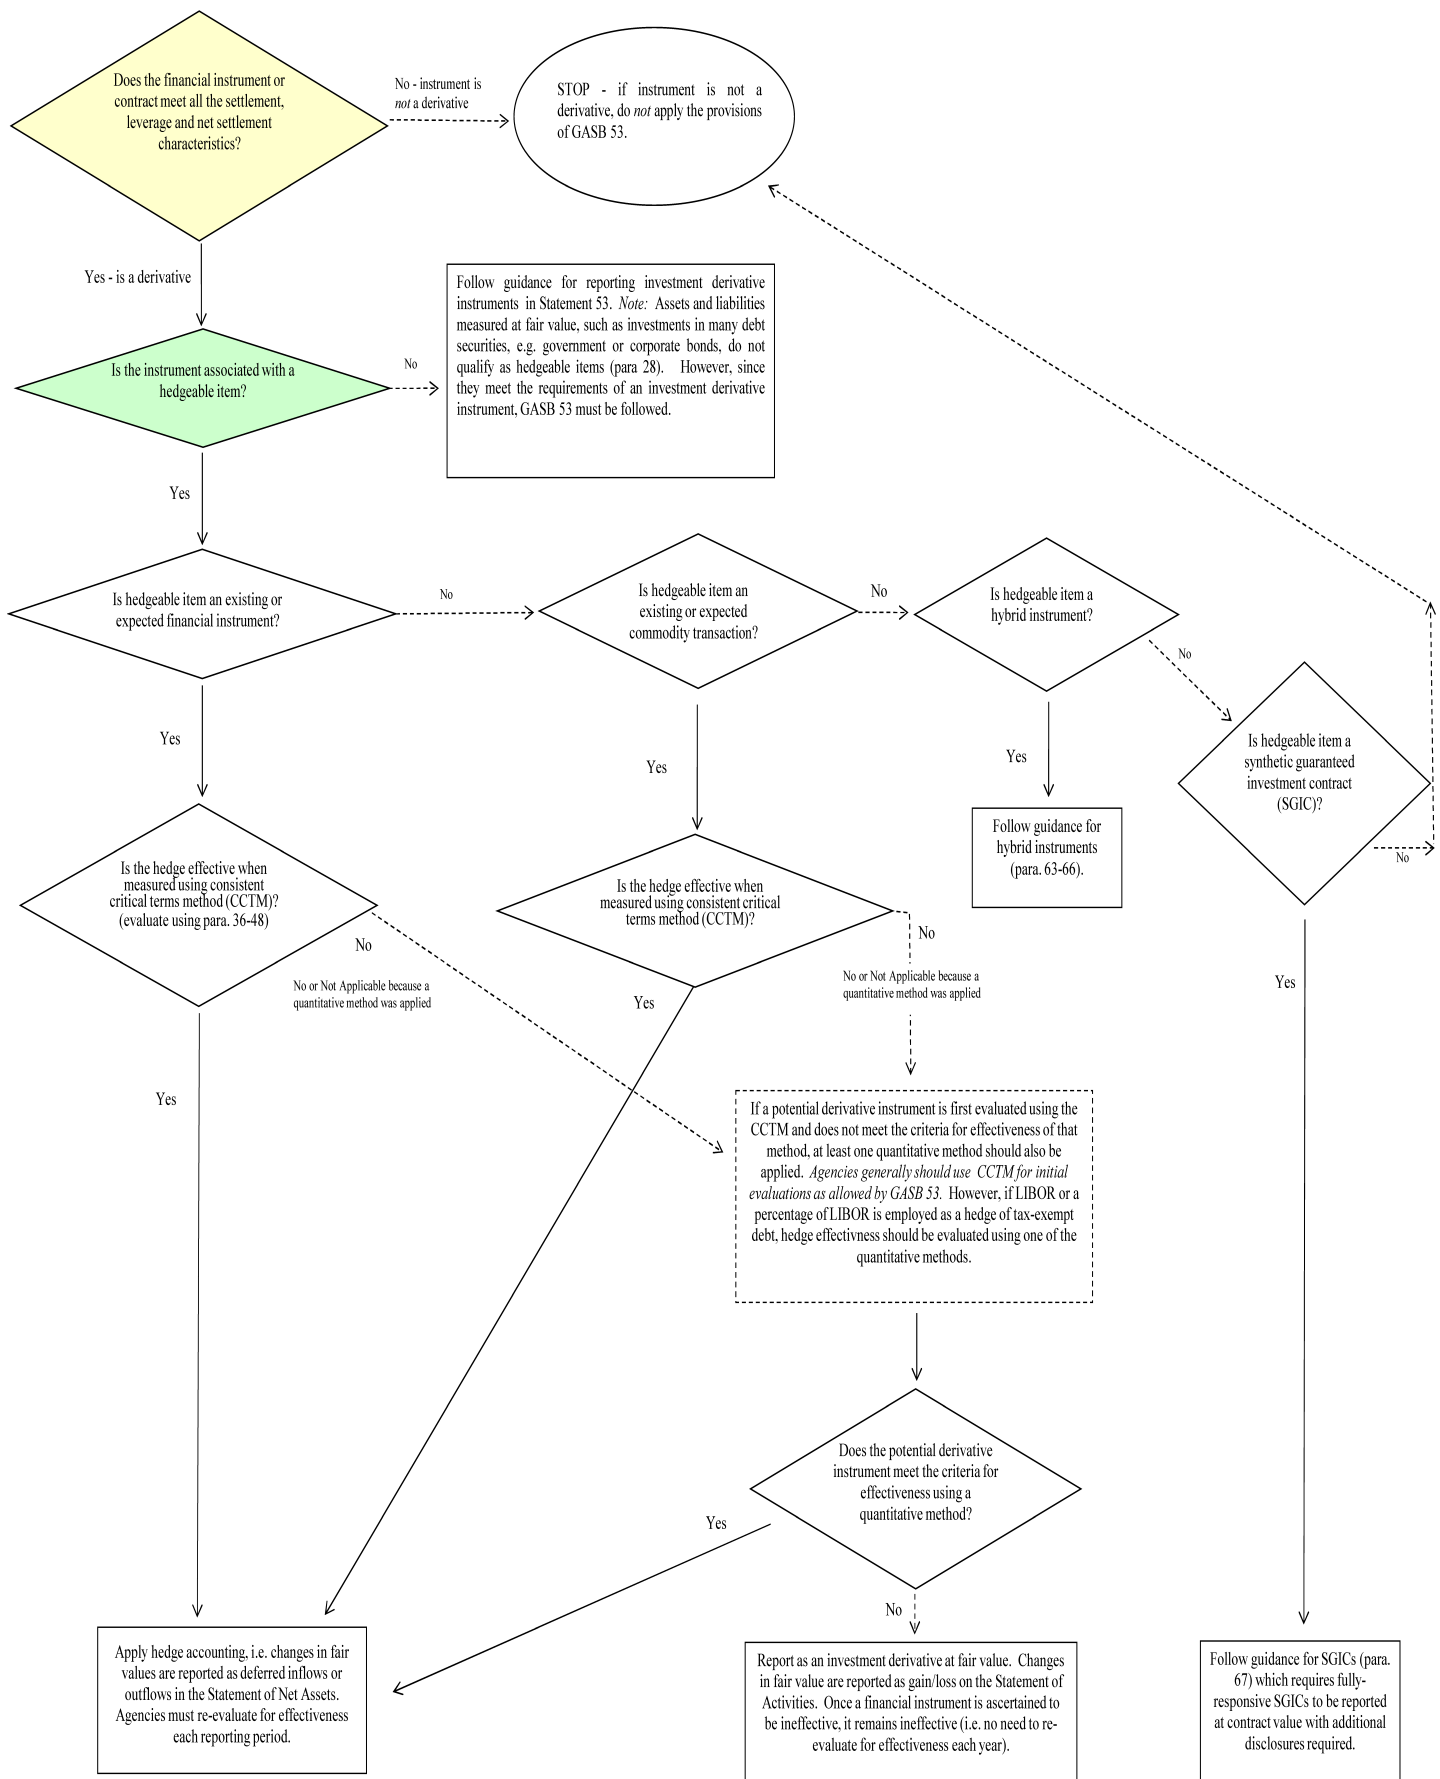 Does the financial instrument or
contract meet all the settlement,
leverage and net settlement
characteristics?
No - instrument is
not a derivative
STOP - if instrument is not a
derivative, do not apply the provisions
of GASB 53.
Yes - is a derivative
Is the instrument associated with a
hedgeable item?
No
Follow guidance for reporting investment derivative
instruments in Statement 53. Note: Assets and liabilities
measured at fair value, such as investments in many debt
securities, e.g. government or corporate bonds, do not
qualify as hedgeable items (para 28). However, since
they meet the requirements of an investment derivative
instrument, GASB 53 must be followed.
Yes
Is hedgeable item an existing or
expected financial instrument?
No
Is hedgeable item an
existing or expected
commodity transaction?
No
Is hedgeable item a
hybrid instrument?
No
Is hedgeable item a
synthetic guaranteed
investment contract
(SGIC)?
No
Yes
Yes
Yes
Follow guidance for
hybrid instruments
(para. 63-66).
Is the hedge effective when
measured using consistent
critical terms method (CCTM)?
(evaluate using para. 36-48)
No
No or Not Applicable because a
quantitative method was applied
Is the hedge effective when
measured using consistent critical
terms method (CCTM)?
No
No or Not Applicable because a
quantitative method was applied
Yes
Yes
Yes
If a potential derivative instrument is first evaluated using the
CCTM and does not meet the criteria for effectiveness of that
method, at least one quantitative method should also be
applied. Agencies generally should use CCTM for initial
evaluations as allowed by GASB 53. However, if LIBOR or a
percentage of LIBOR is employed as a hedge of tax-exempt
debt, hedge effectivness should be evaluated using one of the
quantitative methods.
Does the potential derivative
instrument meet the criteria for
effectiveness using a
quantitative method?
Yes
No
Apply hedge accounting, i.e. changes in fair
values are reported as deferred inflows or
outflows in the Statement of Net Assets.
Agencies must re-evaluate for effectiveness
each reporting period.
Report as an investment derivative at fair value. Changes
in fair value are reported as gain/loss on the Statement of
Activities. Once a financial instrument is ascertained to
be ineffective, it remains ineffective (i.e. no need to re-
evaluate for effectiveness each year).
Follow guidance for SGICs (para.
67) which requires fully-
responsive SGICs to be reported
at contract value with additional
disclosures required.